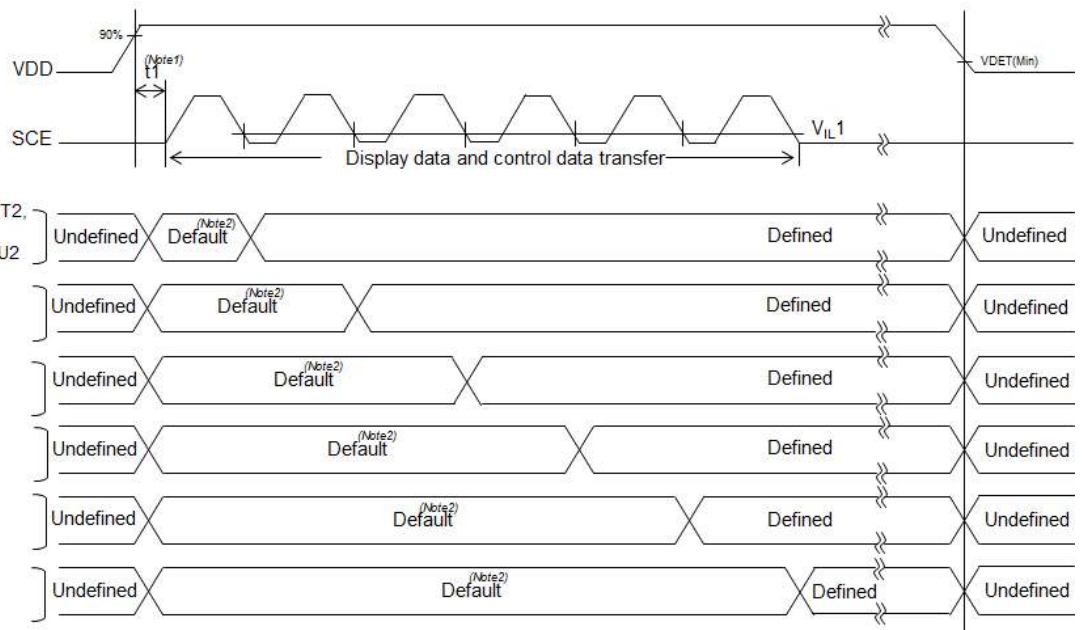 90%
VDD
(Note1)
t1
VDET(Min)
SCE
VIL1
Display data and control data transfer
T2,
U2
Undefined
Default(Note2)
Defined
Undefined
Undefined
Default(Note2)
Defined
Undefined
Undefined
Default(Note2)
Defined
Undefined
Undefined
Default(Note2)
Defined
Undefined
Undefined
Default(Note2)
Defined
Undefined
Undefined
Default(Note2)
Defined
Undefined